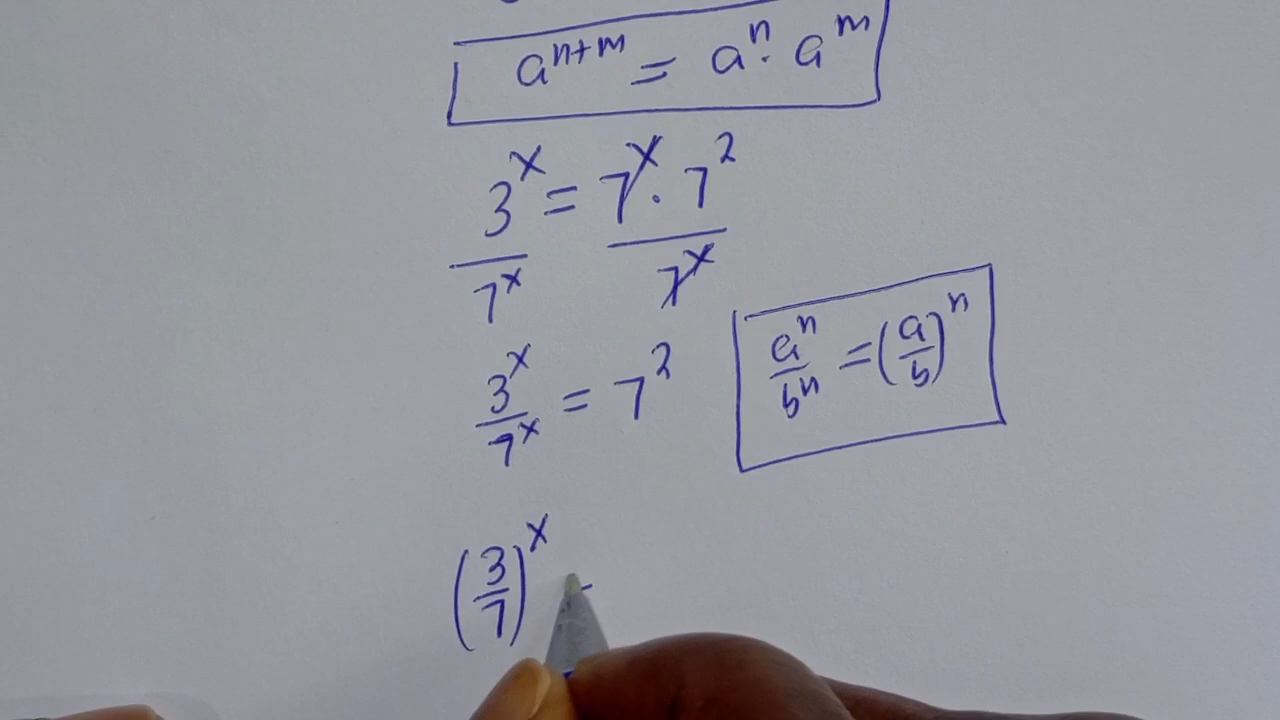 a^{n+m} = a^n · a^m
3^x / 7^x = 7^x · 7^2 / 7^x
3^x / 7^x = 7^2
a^n / b^n = (a/b)^n
(3/7)^x